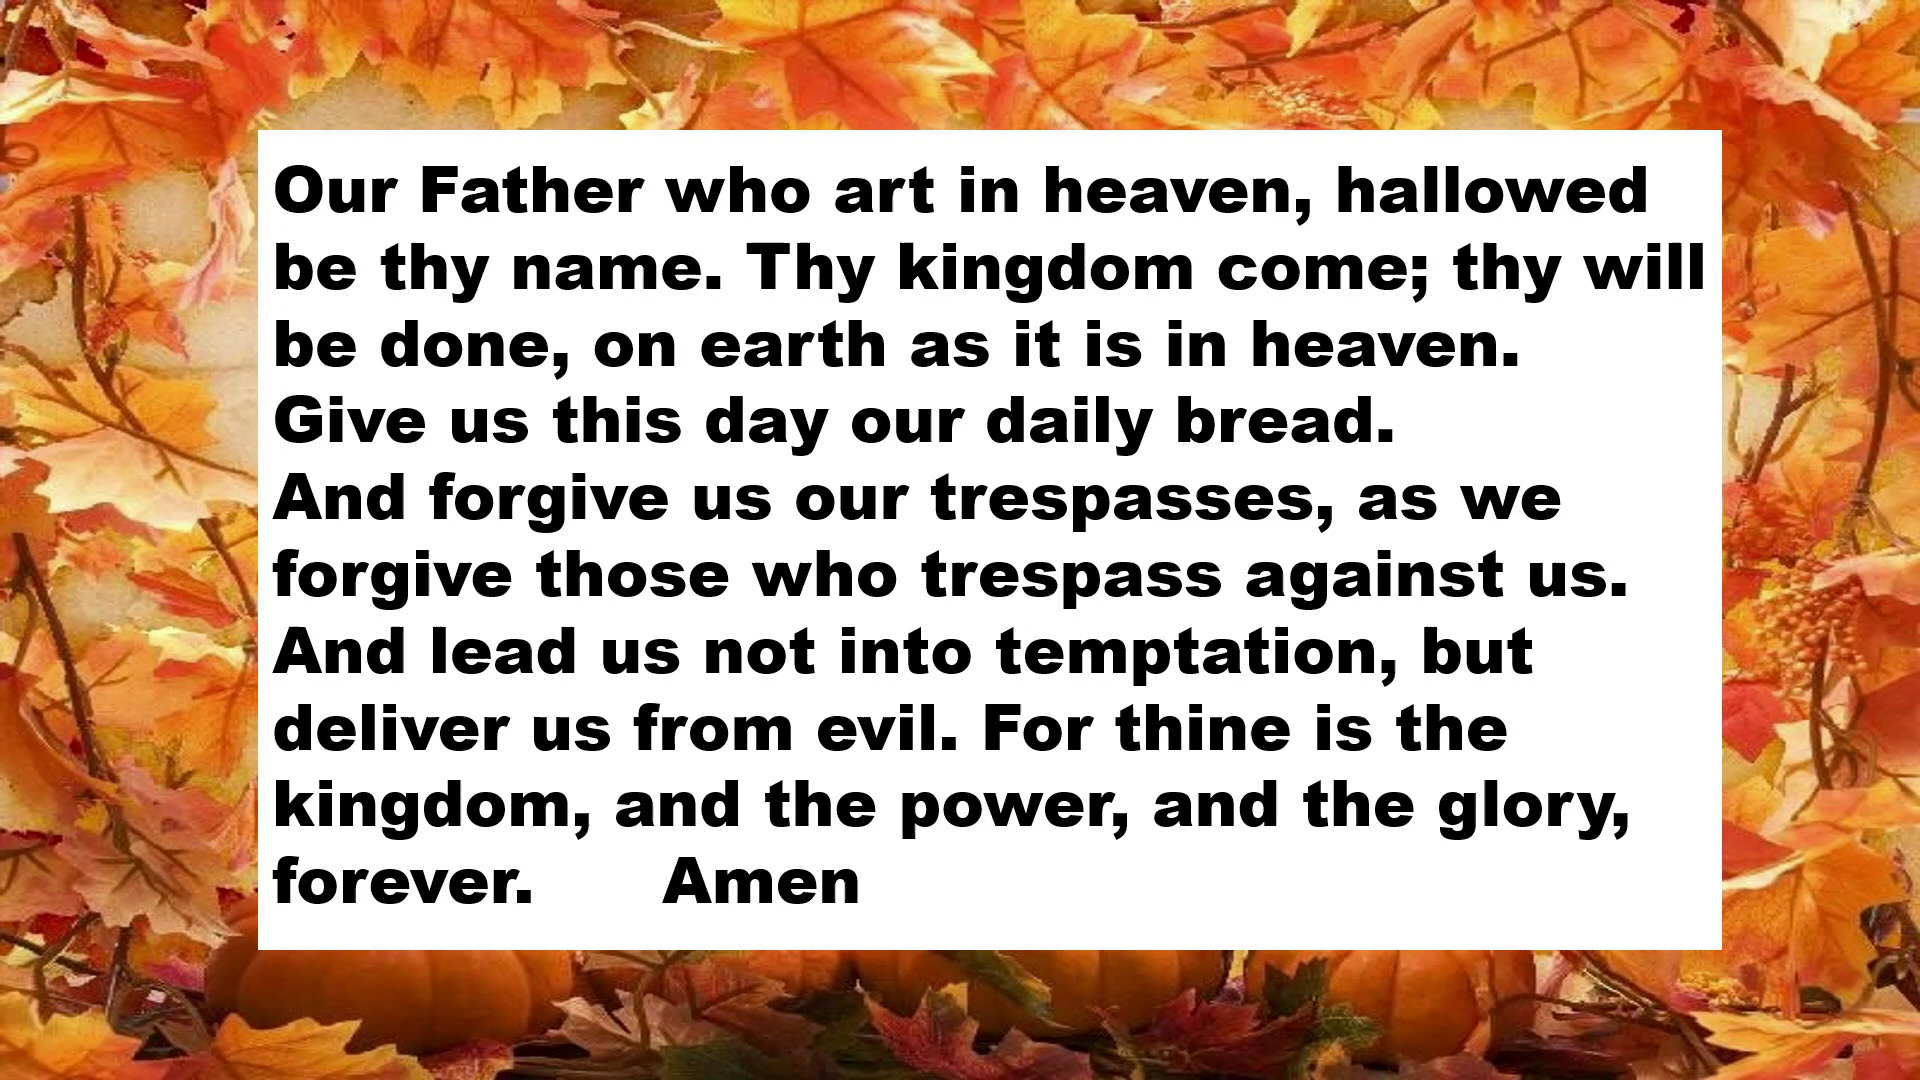 Our Father who art in heaven, hallowed
be thy name. Thy kingdom come; thy will
be done, on earth as it is in heaven.
Give us this day our daily bread.
And forgive us our trespasses, as we
forgive those who trespass against us.
And lead us not into temptation, but
deliver us from evil. For thine is the
kingdom, and the power, and the glory,
forever. Amen